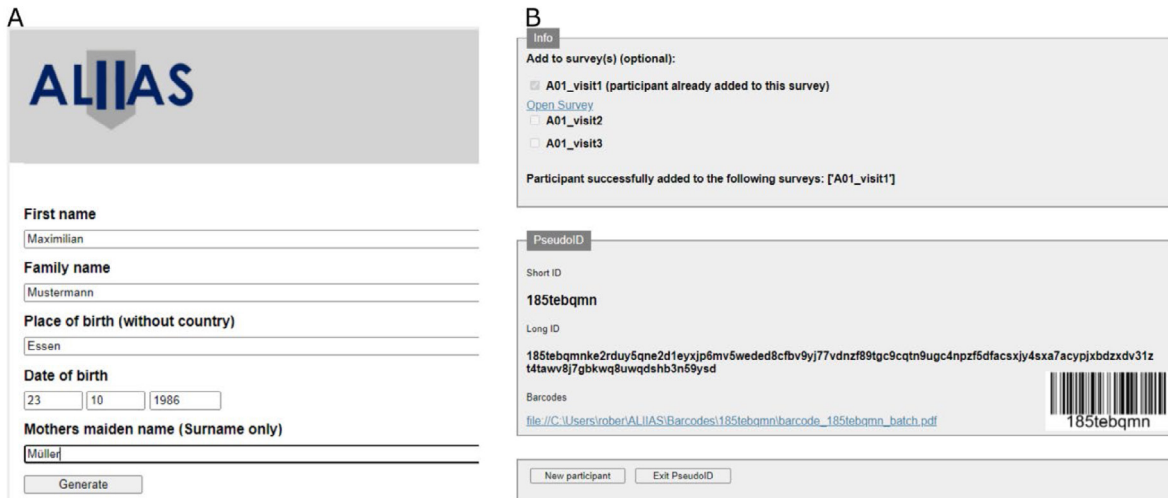 A
ALIIAS
First name
Maximilian
Family name
Mustermann
Place of birth (without country)
Essen
Date of birth
23 10 1986
Mothers maiden name (Surname only)
Müller
Generate
B
Info
Add to survey(s) (optional):
A01_visit1 (participant already added to this survey)
Open Survey
A01_visit2
A01_visit3
Participant successfully added to the following surveys: ['A01_visit1']
PseudoID
Short ID
185tebqmn
Long ID
185tebqmnke2rduy5qne2d1eyxjp6mv5weded8cfbv9yj77vdnzf89tgc9cqtn9ugc4npzf5dfacsxjy4sxa7acypjxbdzxdv31z
t4tawv8j7gbkwq8uwqdshb3n59ysd
Barcodes
file://C:\Users\rober\ALIIAS\Barcodes\185tebqmn\barcode_185tebqmn_batch.pdf
185tebqmn
New participant Exit PseudoID